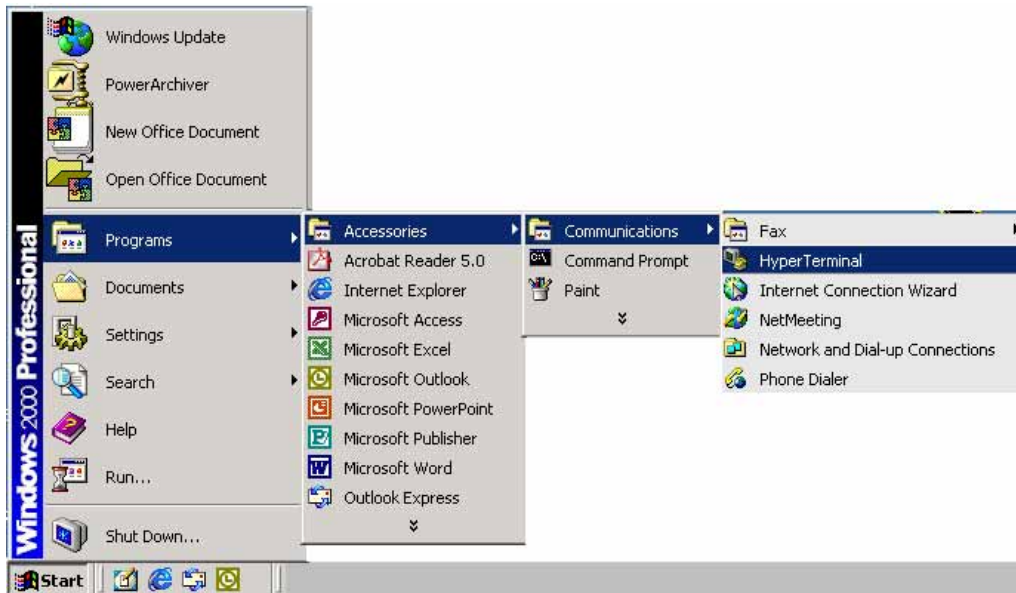 Windows Update
PowerArchiver
New Office Document
Open Office Document
Programs
Documents
Settings
Search
Help
Run...
Shut Down...
Windows 2000 Professional
Accessories
Acrobat Reader 5.0
Internet Explorer
Microsoft Access
Microsoft Excel
Microsoft Outlook
Microsoft PowerPoint
Microsoft Publisher
Microsoft Word
Outlook Express
Communications
Command Prompt
Paint
Fax
HyperTerminal
Internet Connection Wizard
NetMeeting
Network and Dial-up Connections
Phone Dialer
Start